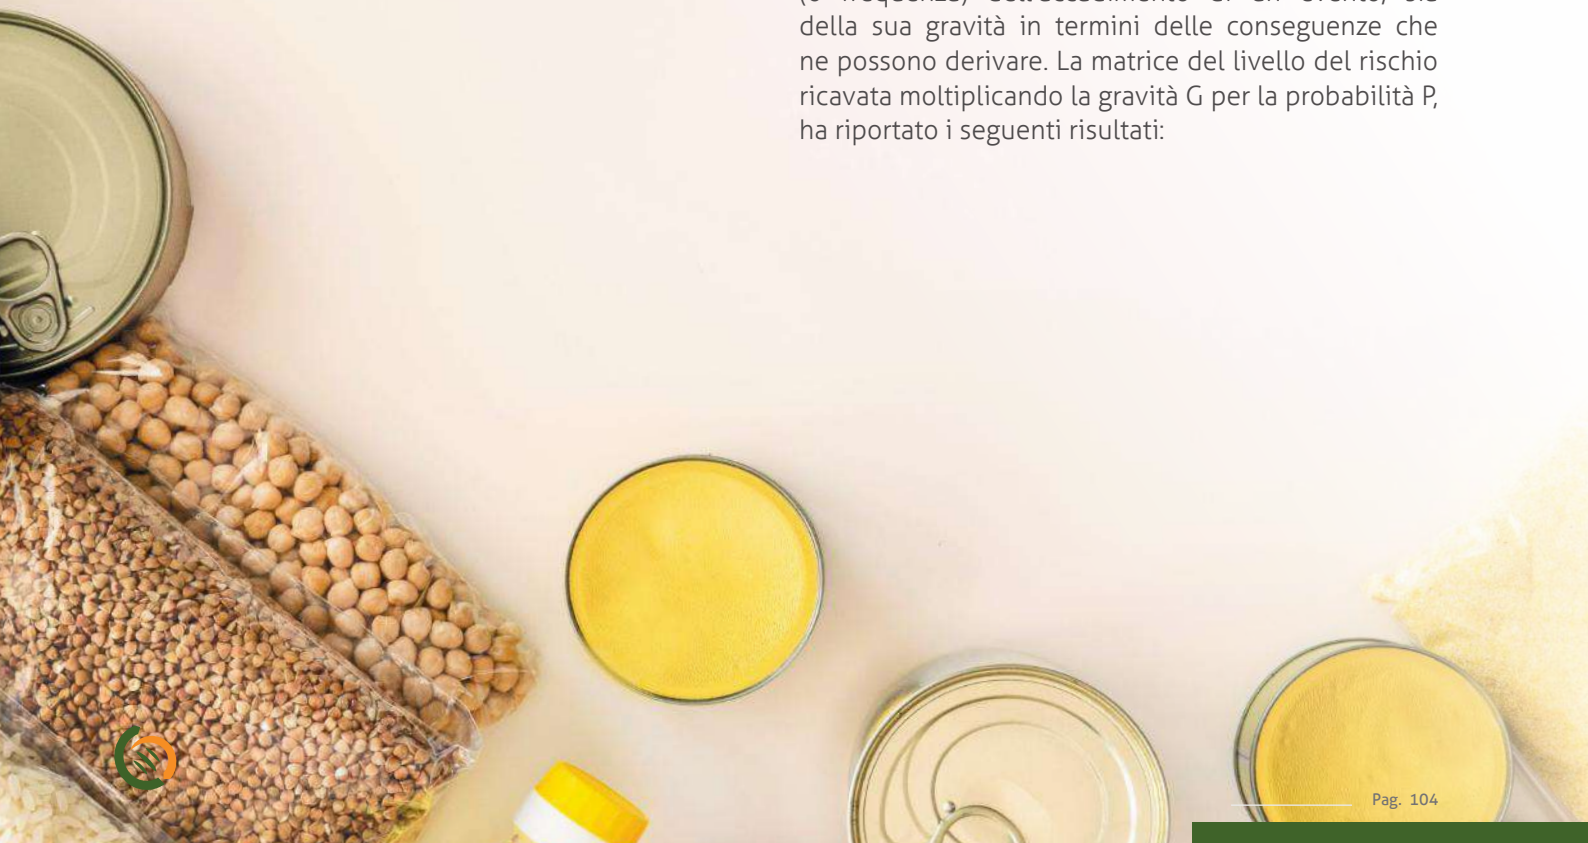 della sua gravità in termini delle conseguenze che
ne possono derivare. La matrice del livello del rischio
ricavata moltiplicando la gravità G per la probabilità P,
ha riportato i seguenti risultati:
Pag. 104